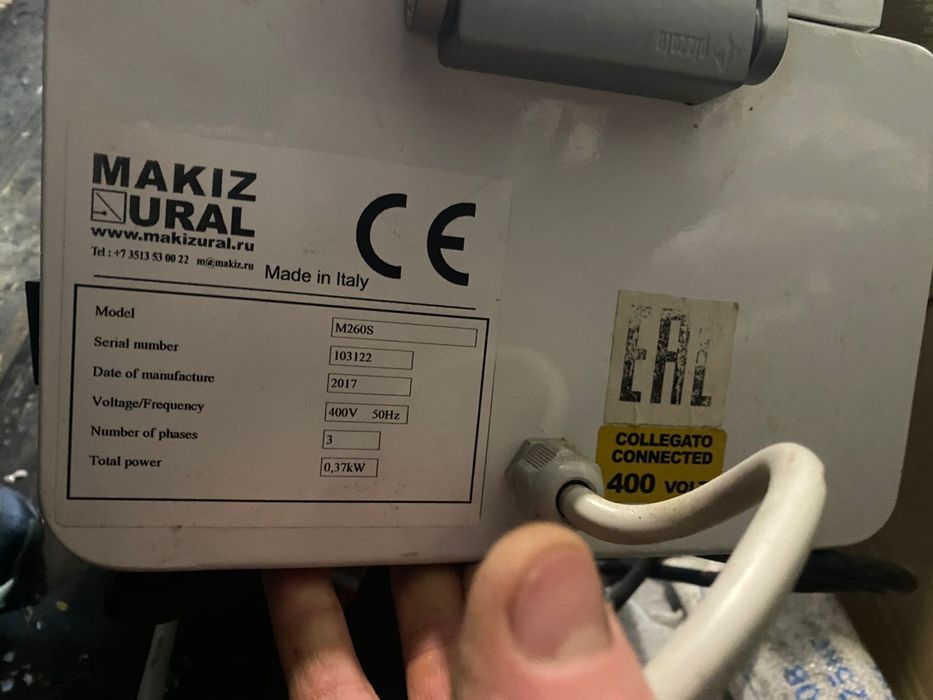 pizzato
MAKIZ
URAL
www.makizural.ru
Tel : +7 3513 53 00 22 m@makiz.ru
CE
Made in Italy
Model M260S
Serial number 103122
Date of manufacture 2017
Voltage/Frequency 400V 50Hz
Number of phases 3
Total power 0,37kW
EAC
COLLEGATO
CONNECTED
400 VOLT